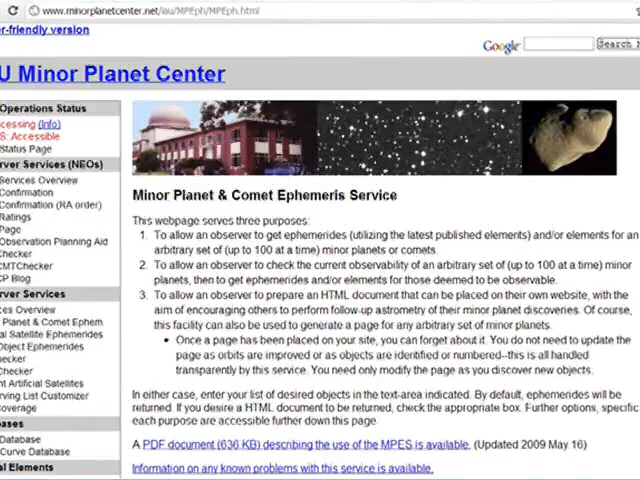 www.minorplanetcenter.net/iau/MPEph/MPEph.html
er-friendly version
Google
Search
U Minor Planet Center
Operations Status
cessing (Info)
S: Accessible
Status Page
rver Services (NEOs)
Services Overview
Confirmation
Confirmation (RA order)
Ratings
Page
Observation Planning Aid
Checker
CMTChecker
CP Blog
rver Services
ces Overview
Planet & Comet Ephem
al Satellite Ephemerides
Object Ephemerides
ecker
Checker
nt Artificial Satellites
rving List Customizer
overage
bases
Database
Curve Database
al Elements
Minor Planet & Comet Ephemeris Service
This webpage serves three purposes:
1. To allow an observer to get ephemerides (utilizing the latest published elements) and/or elements for an
arbitrary set of (up to 100 at a time) minor planets or comets.
2. To allow an observer to check the current observability of an arbitrary set of (up to 100 at a time) minor
planets, then to get ephemerides and/or elements for those deemed to be observable.
3. To allow an observer to prepare an HTML document that can be placed on their own website, with the
aim of encouraging others to perform follow-up astrometry of their minor planet discoveries. Of course,
this facility can also be used to generate a page for any arbitrary set of minor planets.
• Once a page has been placed on your site, you can forget about it. You do not need to update the
page as orbits are improved or as objects are identified or numbered--this is all handled
transparently by this service. You need only modify the page as you discover new objects.
In either case, enter your list of desired objects in the text-area indicated. By default, ephemerides will be
returned. If you desire a HTML document to be returned, check the appropriate box. Further options, specific
each purpose are accessible further down this page.
A PDF document (636 KB) describing the use of the MPES is available. (Updated 2009 May 16)
Information on any known problems with this service is available.